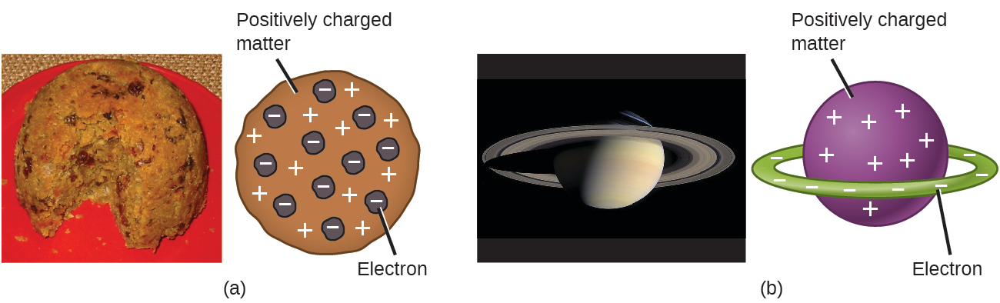 Positively charged
matter
Electron
(a)
Positively charged
matter
Electron
(b)